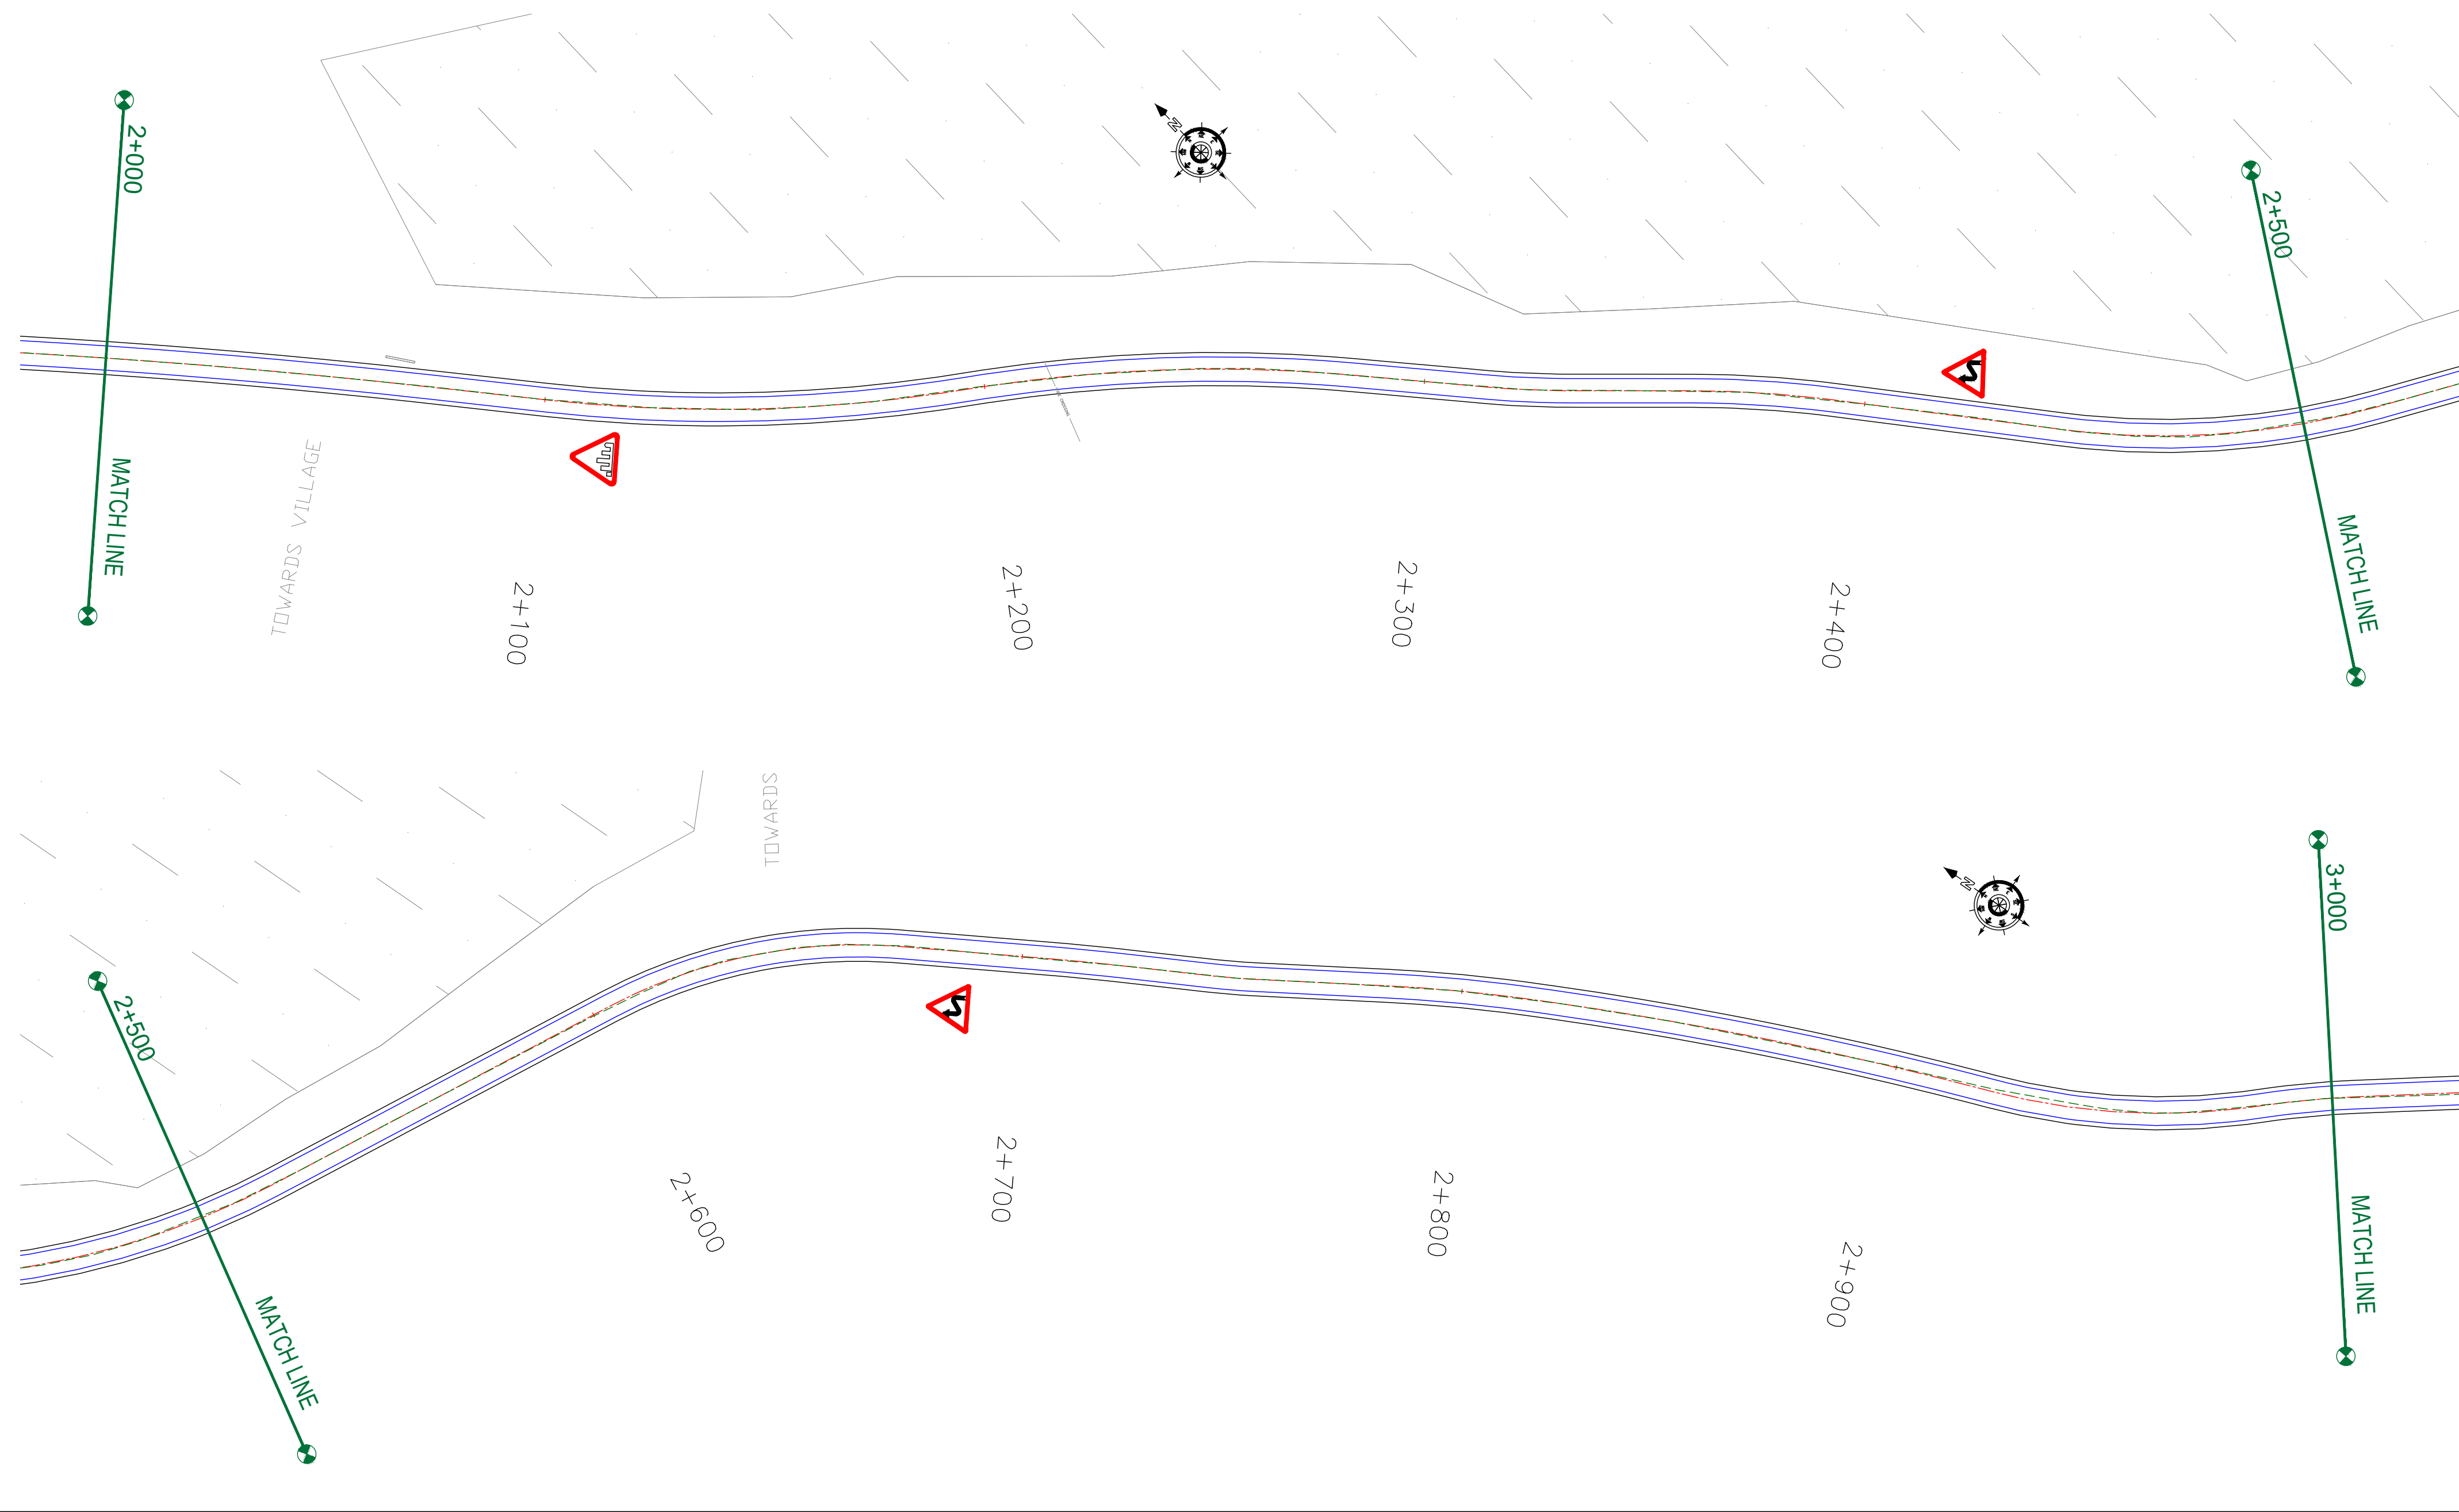 2+000
MATCH LINE
TOWARDS VILLAGE
2+100
2+200
N
2+300
2+400
2+500
MATCH LINE
2+500
MATCH LINE
TOWARDS
2+600
2+700
2+800
2+900
N
3+000
MATCH LINE